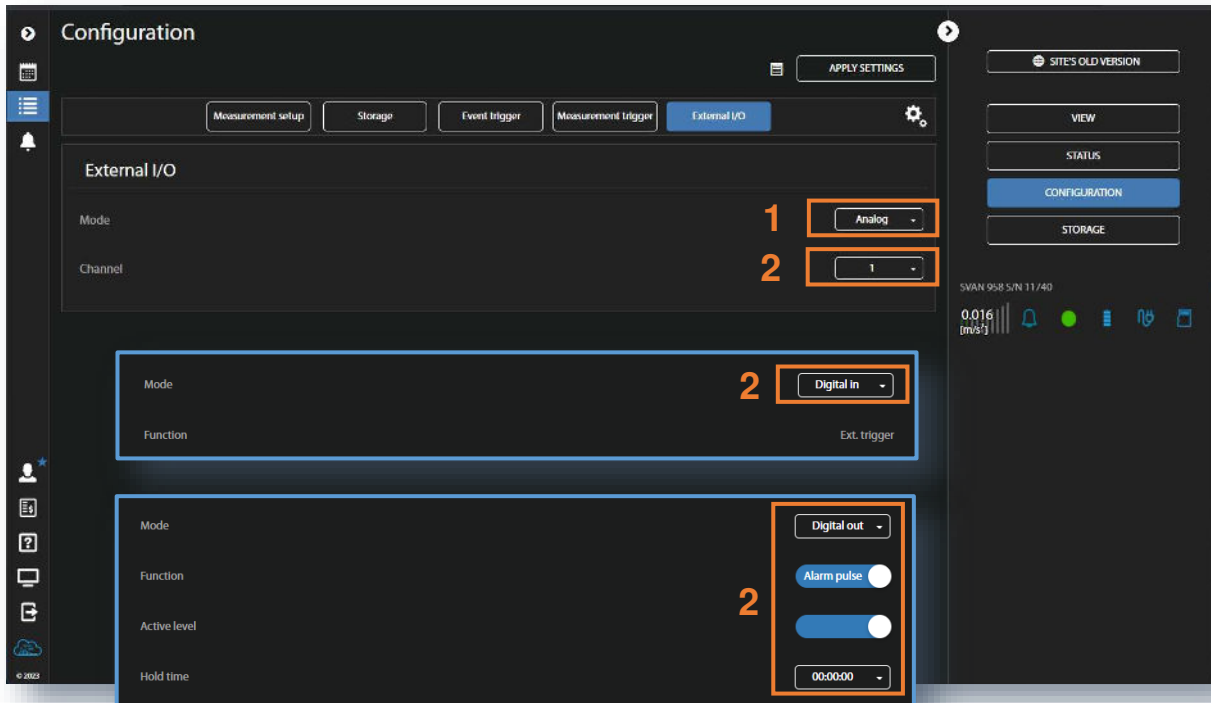 Configuration
APPLY SETTINGS
Measurement setup Storage Event trigger Measurement trigger External I/O
External I/O
Mode 1 Analog
Channel 2 1
Mode 2 Digital in
Function Ext. trigger
Mode Digital out
Function Alarm pulse
2
Active level
Hold time 00:00:00
© 2023
SITE'S OLD VERSION
VIEW
STATUS
CONFIGURATION
STORAGE
SVAN 958 S/N 11/40
0.016
[m/s²]